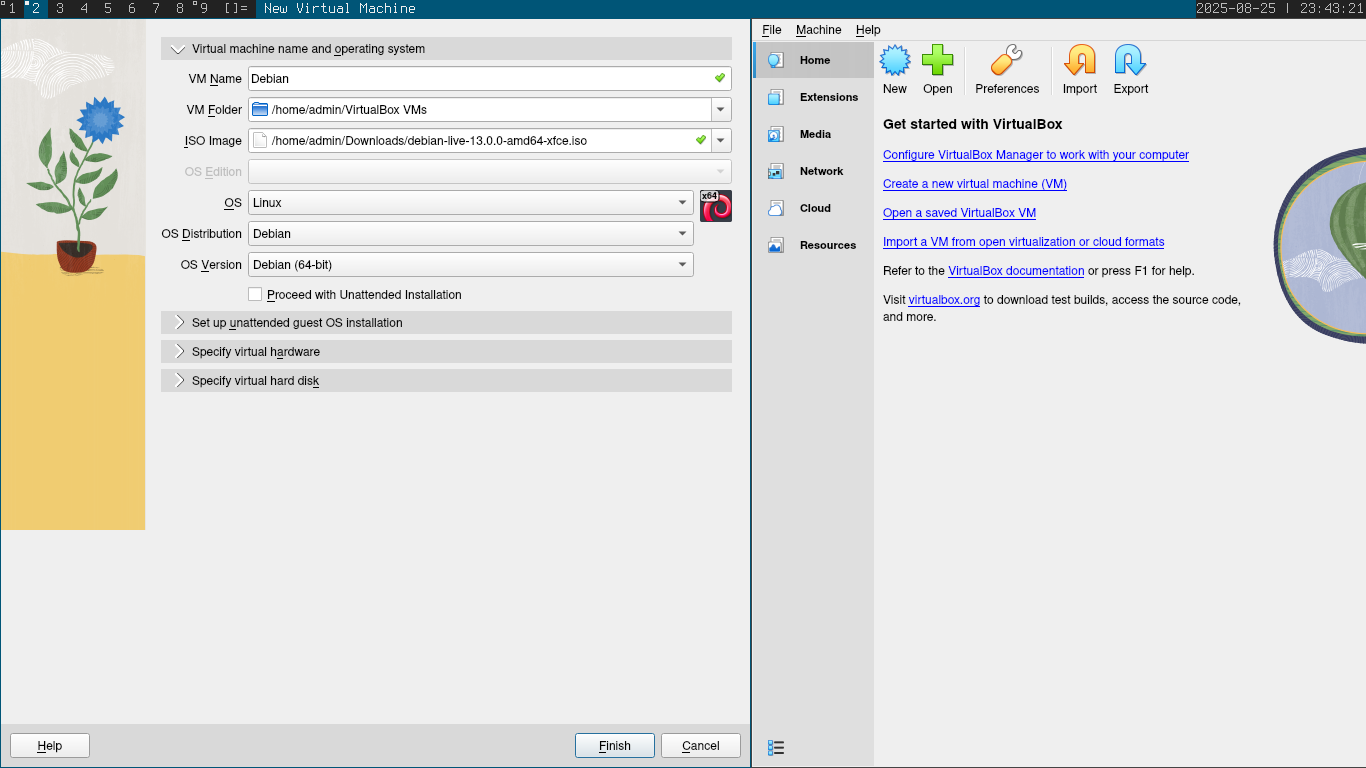 1 2 3 4 5 6 7 8 9 []= New Virtual Machine 2025-08-25 | 23:43:21
Virtual machine name and operating system
VM Name Debian
VM Folder /home/admin/VirtualBox VMs
ISO Image /home/admin/Downloads/debian-live-13.0.0-amd64-xfce.iso
OS Edition
OS Linux x64
OS Distribution Debian
OS Version Debian (64-bit)
Proceed with Unattended Installation
Set up unattended guest OS installation
Specify virtual hardware
Specify virtual hard disk
Help Finish Cancel
File Machine Help
Home
Extensions
Media
Network
Cloud
Resources
New Open Preferences Import Export
Get started with VirtualBox
Configure VirtualBox Manager to work with your computer
Create a new virtual machine (VM)
Open a saved VirtualBox VM
Import a VM from open virtualization or cloud formats
Refer to the VirtualBox documentation or press F1 for help.
Visit virtualbox.org to download test builds, access the source code,
and more.